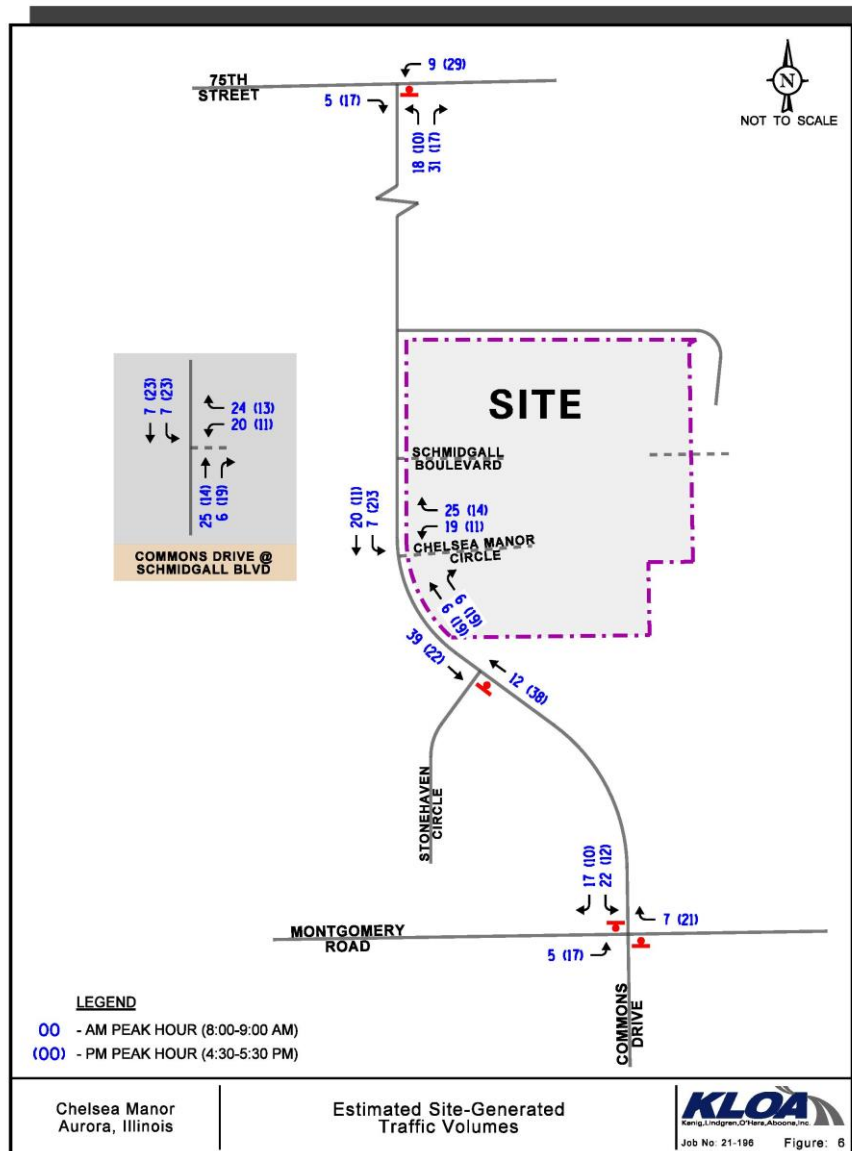 9 (29)
75TH
STREET
5 (17)
18 (10)
31 (17)
N
NOT TO SCALE
SITE
7 (23)
7 (23)
24 (13)
20 (11)
25 (14)
6 (19)
COMMONS DRIVE @
SCHMIDGALL BLVD
SCHMIDGALL
BOULEVARD
20 (11)
7 (2)3
25 (14)
19 (11)
CHELSEA MANOR
CIRCLE
6 (19)
6 (19)
39 (22)
12 (38)
STONEHAVEN
CIRCLE
17 (10)
22 (12)
7 (21)
MONTGOMERY
ROAD
5 (17)
COMMONS
DRIVE
LEGEND
00 - AM PEAK HOUR (8:00-9:00 AM)
(00) - PM PEAK HOUR (4:30-5:30 PM)
Chelsea Manor
Aurora, Illinois
Estimated Site-Generated
Traffic Volumes
KLOA
Kenig,Lindgren,O'Hara,Aboona,Inc.
Job No: 21-196 Figure: 6